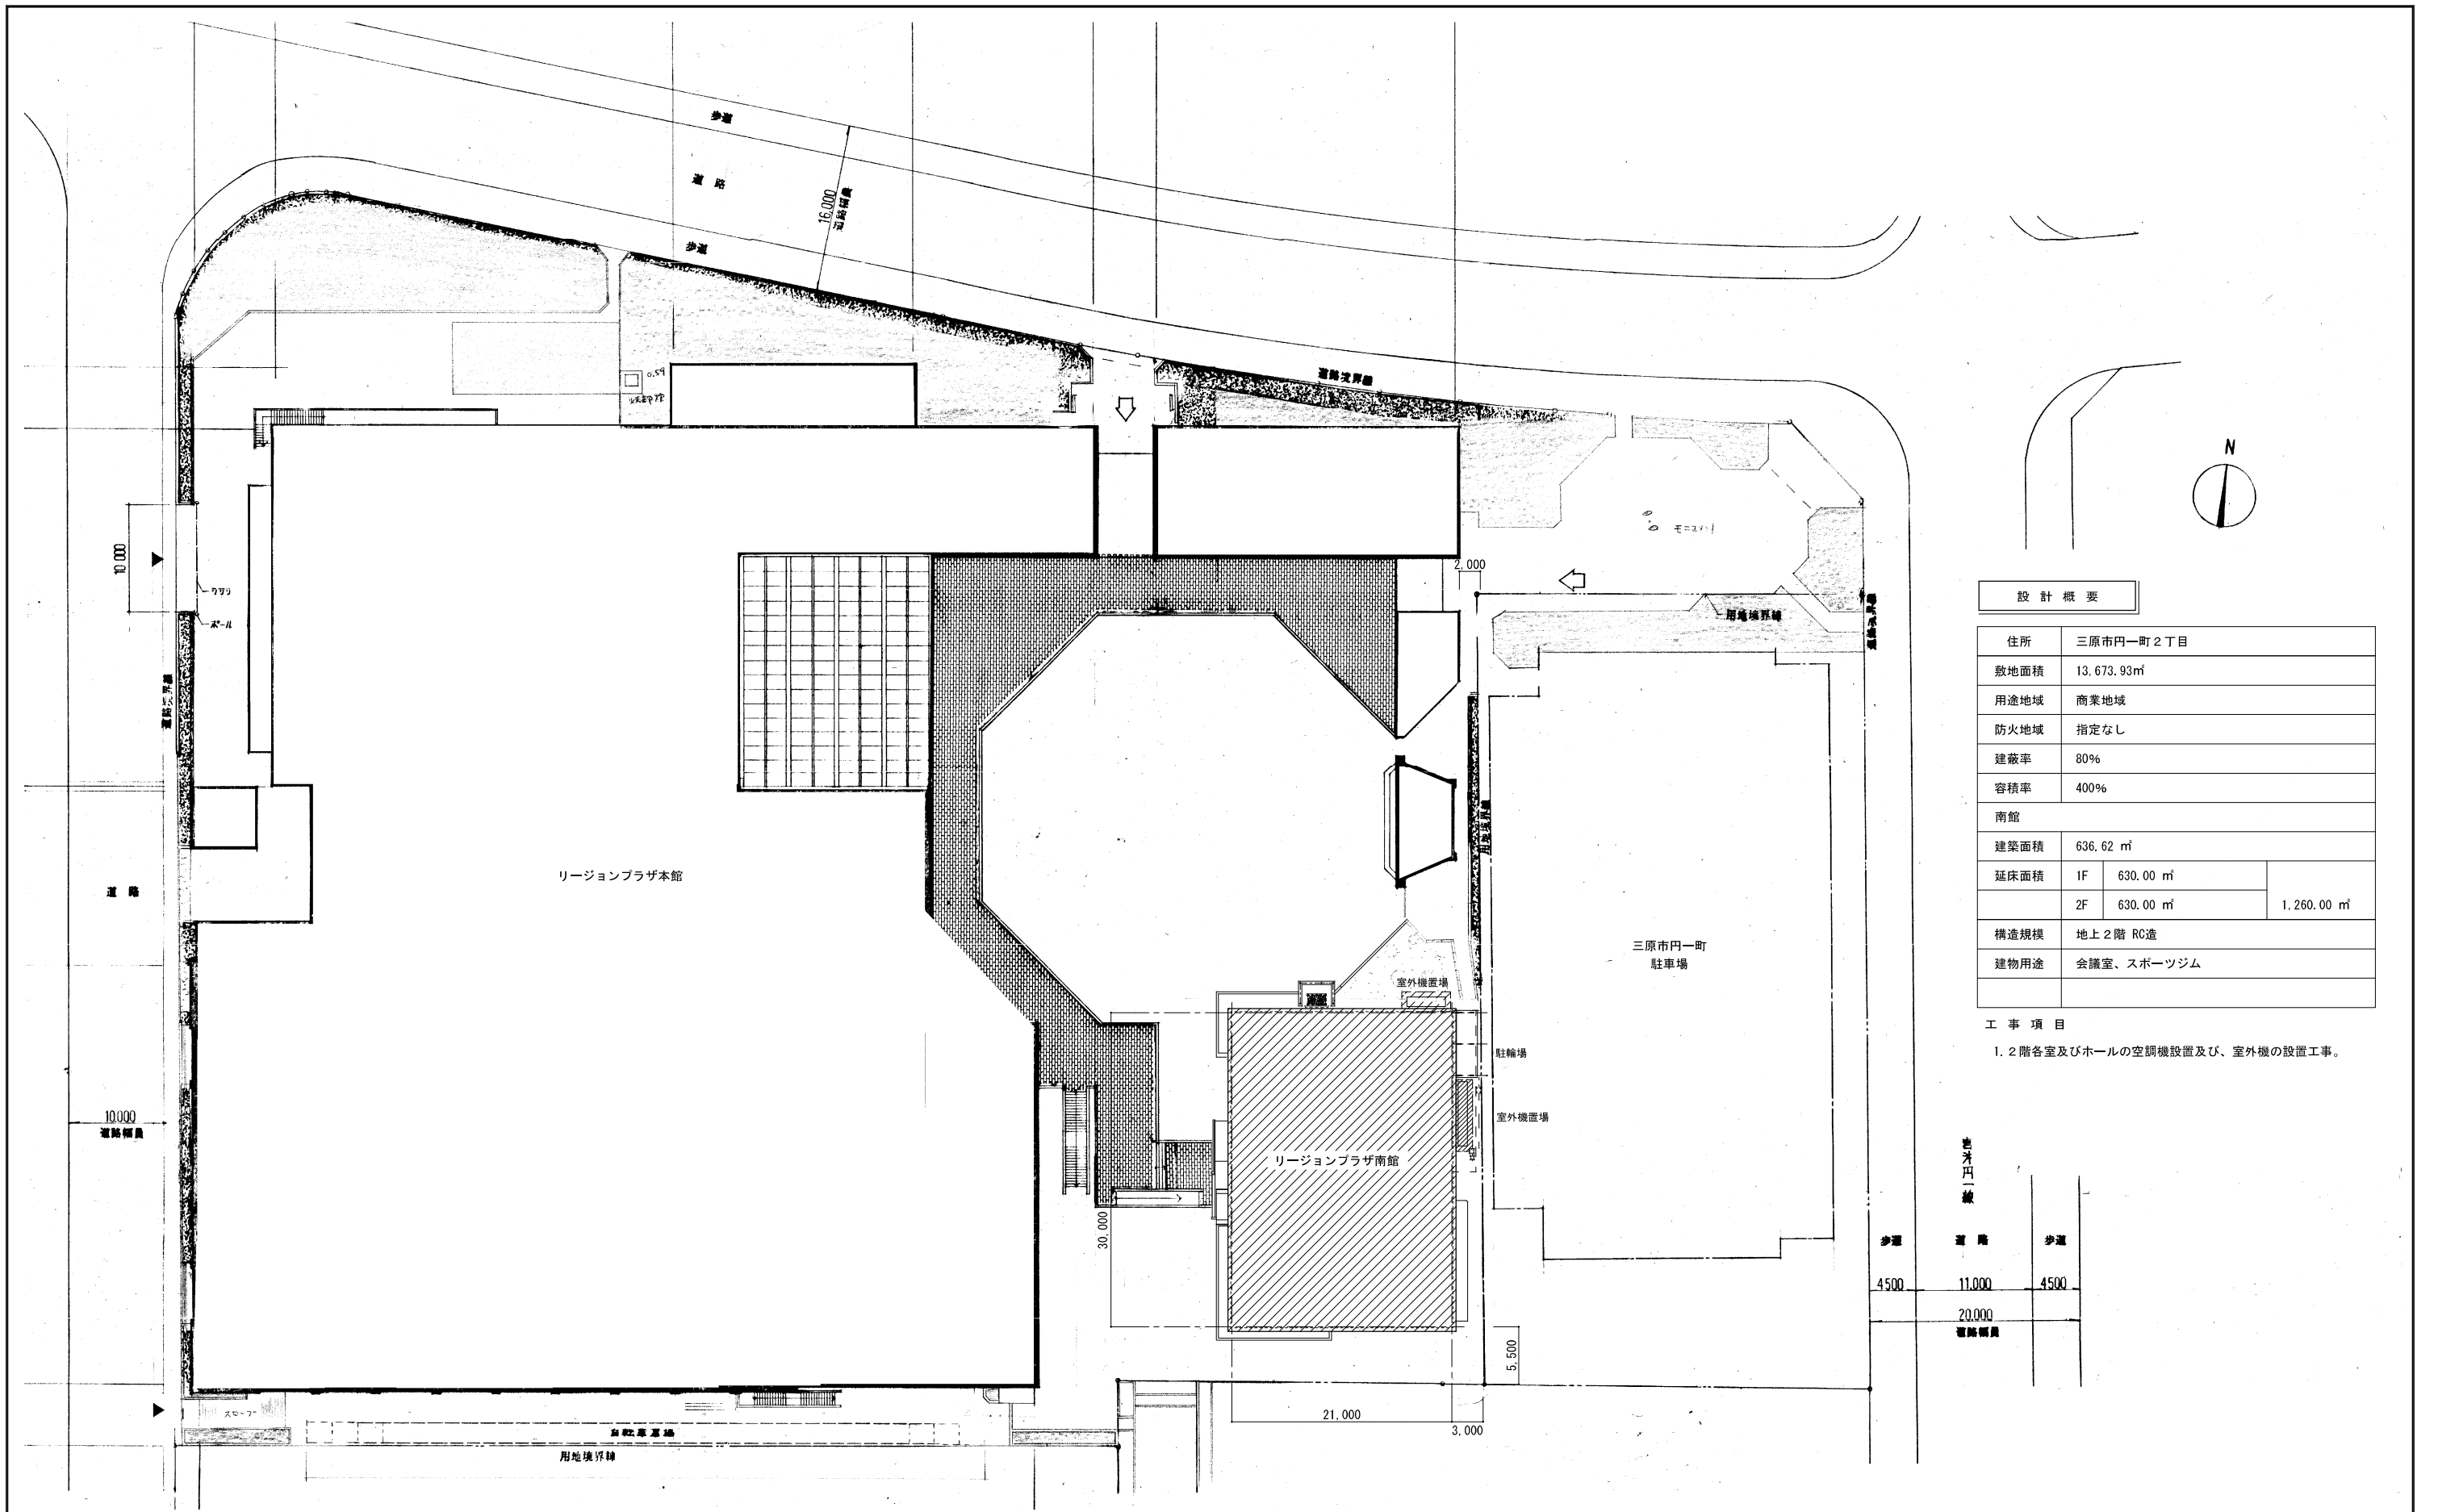 歩道
道路
16,000
道路幅員
歩道
道路境界線
0.59
N
10 000
クサリ
ポール
道路境界線
2,000
用地境界線
設計概要
住所 三原市円一町2丁目
敷地面積 13,673.93㎡
用途地域 商業地域
防火地域 指定なし
建蔽率 80%
容積率 400%
南館
建築面積 636.62 ㎡
延床面積 1F 630.00 ㎡
2F 630.00 ㎡ 1,260.00 ㎡
構造規模 地上2階 RC造
建物用途 会議室、スポーツジム
工事項目
1.2階各室及びホールの空調機設置及び、室外機の設置工事。
用地境界線
道路
リージョンプラザ本館
三原市円一町
駐車場
室外機置場
駐輪場
室外機置場
リージョンプラザ南館
10.000
道路幅員
30,000
歩道
道路
歩道
4500
11.000
4500
20.000
道路幅員
5,500
21,000
3,000
スロープ
自転車置場
用地境界線